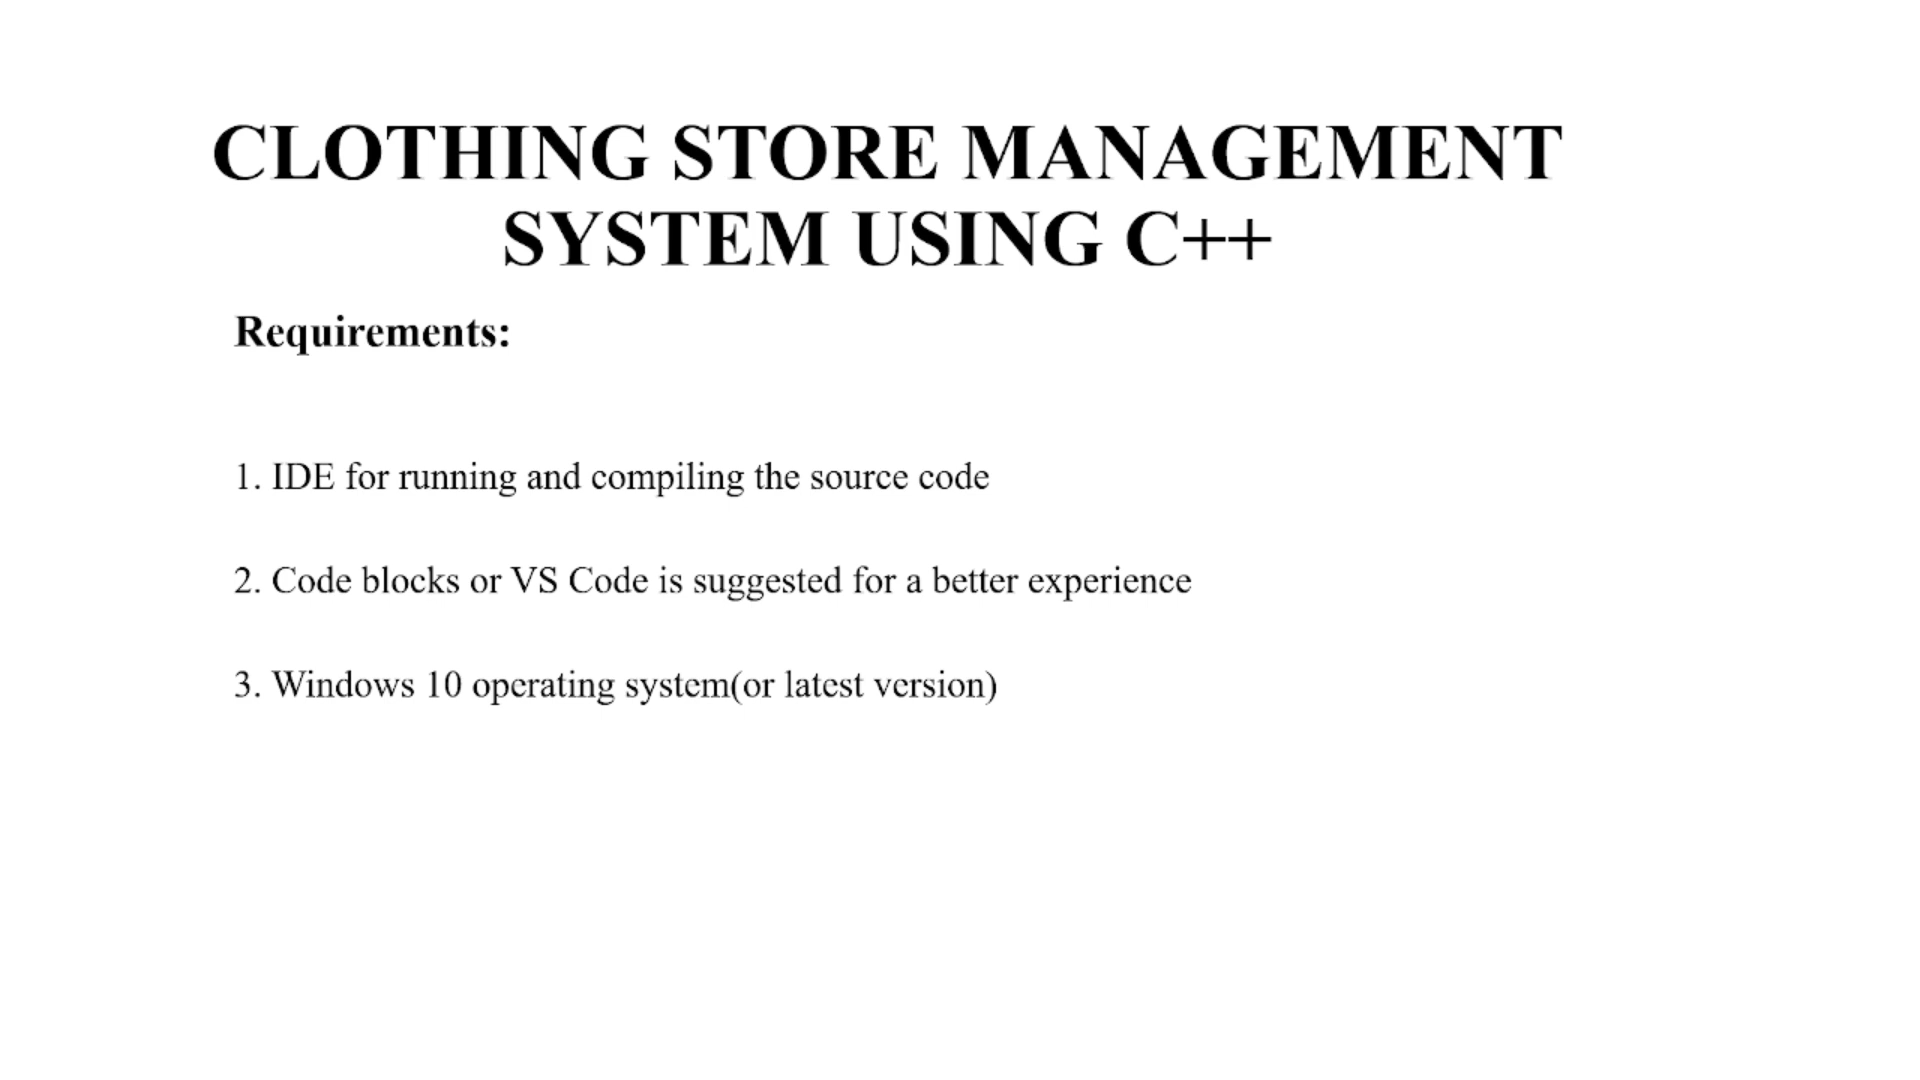 CLOTHING STORE MANAGEMENT
SYSTEM USING C++
Requirements:
1. IDE for running and compiling the source code
2. Code blocks or VS Code is suggested for a better experience
3. Windows 10 operating system(or latest version)